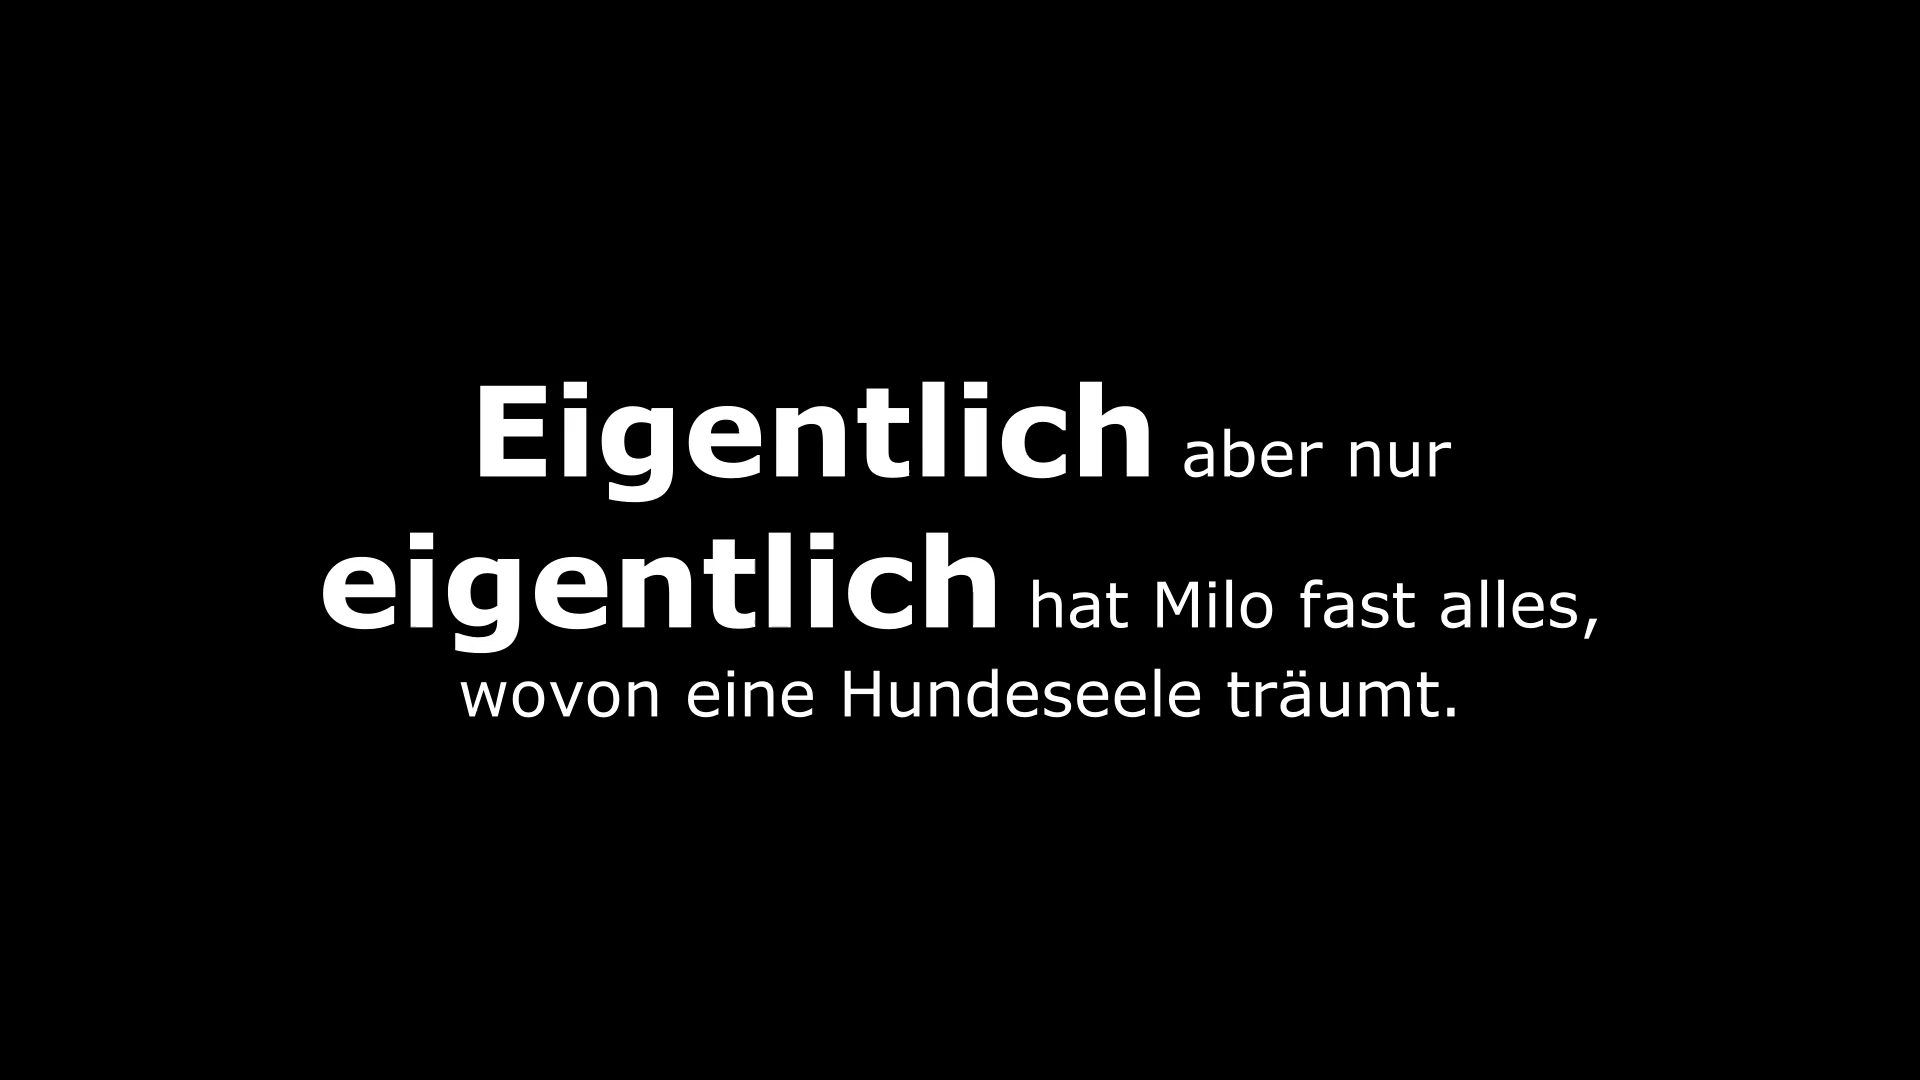 Eigentlich aber nur
eigentlich hat Milo fast alles,
wovon eine Hundeseele träumt.